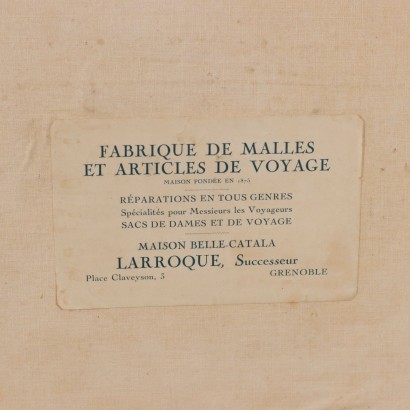 FABRIQUE DE MALLES
ET ARTICLES DE VOYAGE
MAISON FONDÉE EN
RÉPARATIONS EN TOUS GENRES
Spécialités pour Messieurs les Voyageurs
SACS DE DAMES ET DE VOYAGE
MAISON BELLE-CATALA
LARROQUE, Successeur
Place Claveyson, 3 GRENOBLE